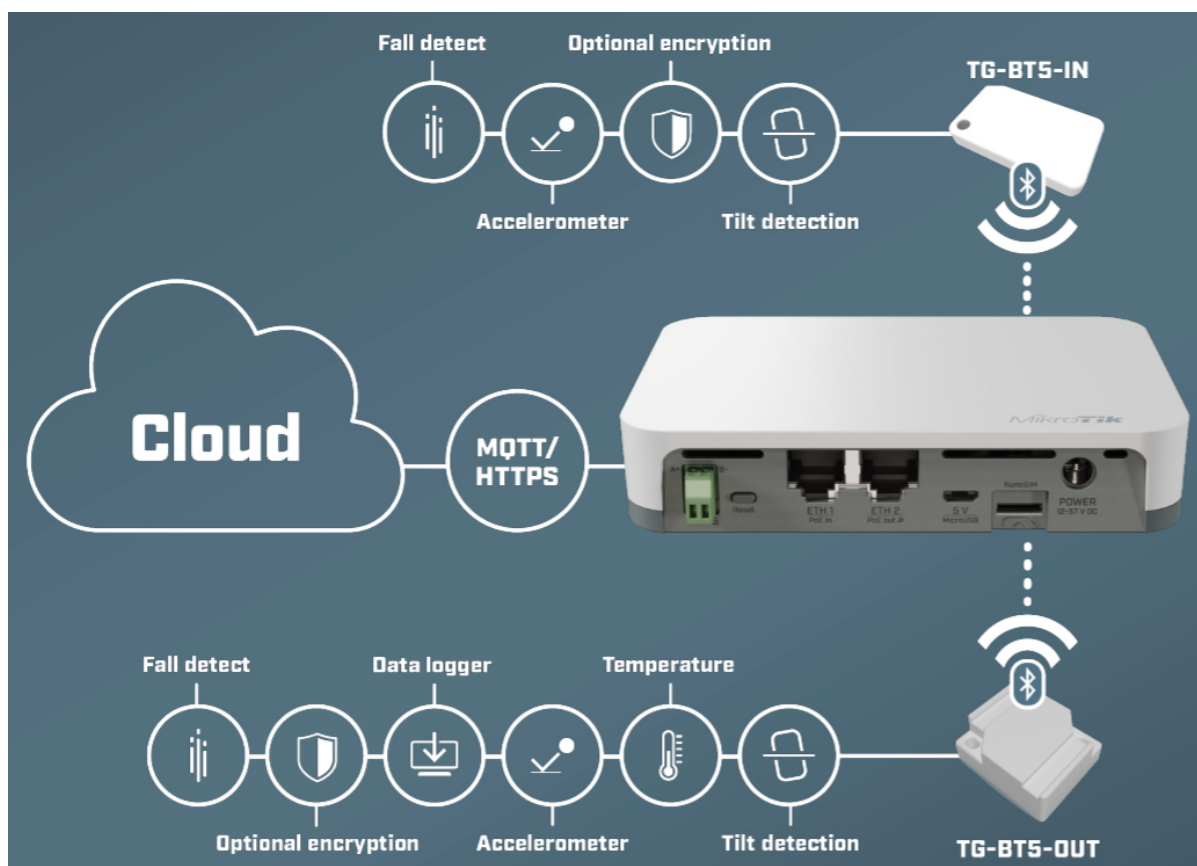 Fall detect
Optional encryption
TG-BT5-IN
Accelerometer
Tilt detection
Cloud
MQTT/
HTTPS
MikroTik
A+
B-
Reset
ETH 1
PoE in
ETH 2
PoE out
5 V
MicroUSB
NanoSIM
POWER
12-57 V DC
Fall detect
Data logger
Temperature
Optional encryption
Accelerometer
Tilt detection
TG-BT5-OUT